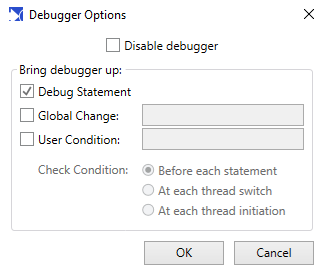 Debugger Options
Disable debugger
Bring debugger up:
Debug Statement
Global Change:
User Condition:
Check Condition:
Before each statement
At each thread switch
At each thread initiation
OK
Cancel